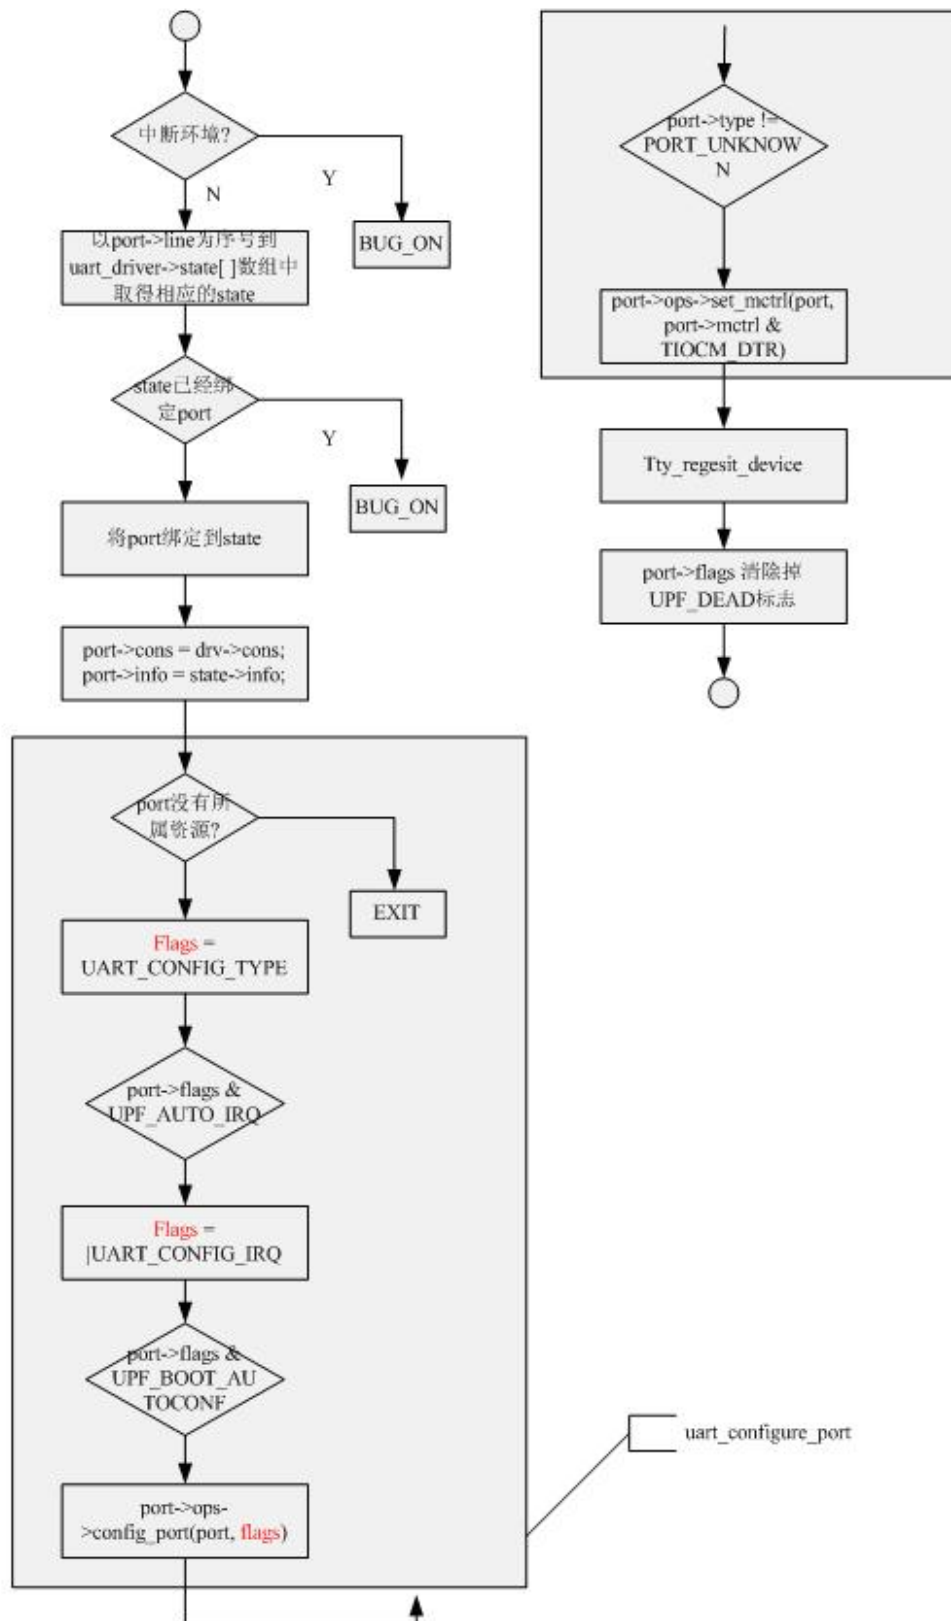 中断环境?
Y
N
BUG_ON
以port->line为序号到
uart_driver->state[ ]数组中
取得相应的state
state已经绑
定port
Y
BUG_ON
将port绑定到state
port->cons = drv->cons;
port->info = state->info;
port没有所
属资源?
EXIT
Flags =
UART_CONFIG_TYPE
port->flags &
UPF_AUTO_IRQ
Flags =
|UART_CONFIG_IRQ
port->flags &
UPF_BOOT_AU
TOCONF
port->ops-
>config_port(port, flags)
uart_configure_port
port->type !=
PORT_UNKNOW
N
port->ops->set_mctrl(port,
port->mctrl &
TIOCM_DTR)
Tty_regesit_device
port->flags 清除掉
UPF_DEAD标志